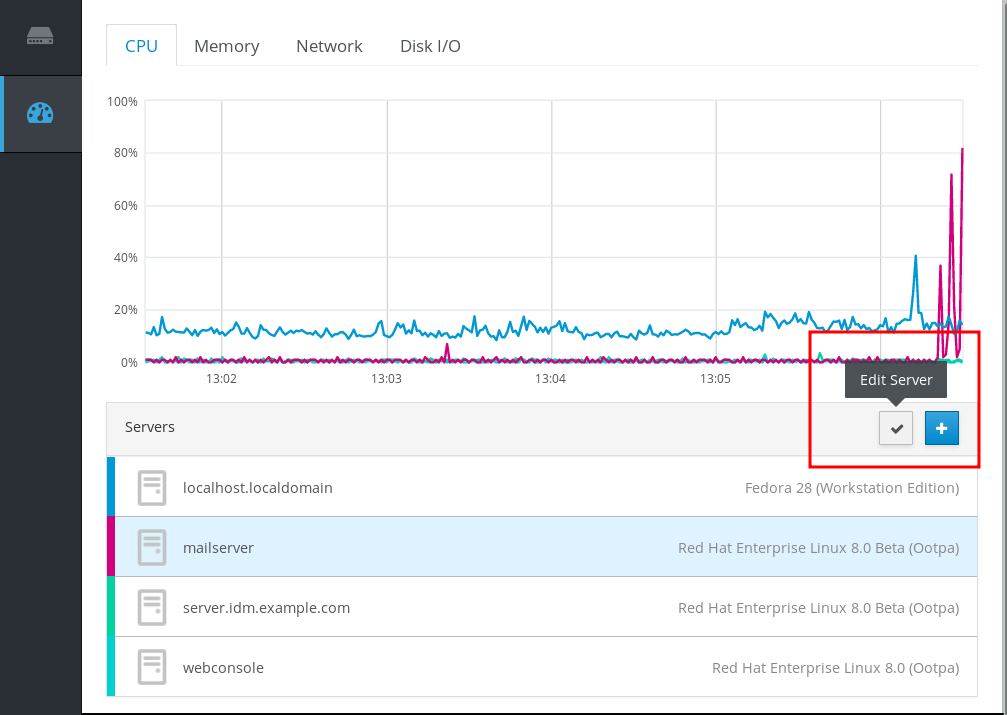 CPU Memory Network Disk I/O
100%
80%
60%
40%
20%
0%
13:02 13:03 13:04 13:05
Edit Server
Servers
localhost.localdomain Fedora 28 (Workstation Edition)
mailserver Red Hat Enterprise Linux 8.0 Beta (Ootpa)
server.idm.example.com Red Hat Enterprise Linux 8.0 Beta (Ootpa)
webconsole Red Hat Enterprise Linux 8.0 (Ootpa)